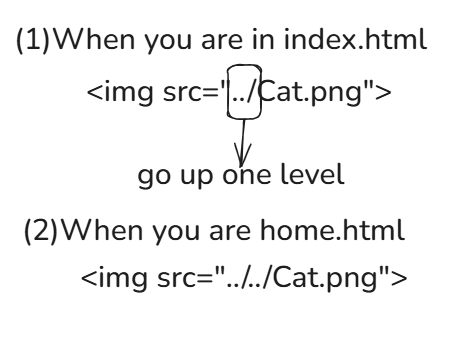 (1)When you are in index.html
<img src="../Cat.png">
go up one level
(2)When you are home.html
<img src="../../Cat.png">